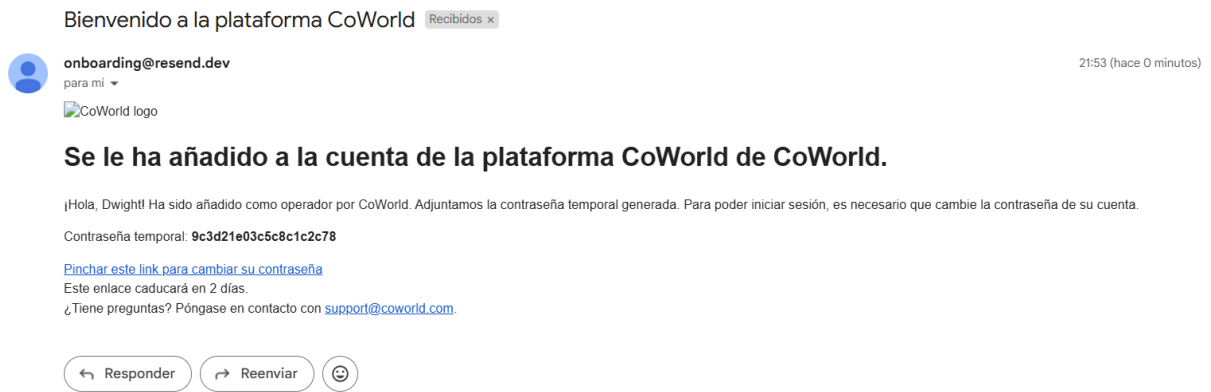 Bienvenido a la plataforma CoWorld Recibidos ×
onboarding@resend.dev 21:53 (hace 0 minutos)
para mí
CoWorld logo
Se le ha añadido a la cuenta de la plataforma CoWorld de CoWorld.
¡Hola, Dwight! Ha sido añadido como operador por CoWorld. Adjuntamos la contraseña temporal generada. Para poder iniciar sesión, es necesario que cambie la contraseña de su cuenta.
Contraseña temporal: 9c3d21e03c5c8c1c2c78
Pinchar este link para cambiar su contraseña
Este enlace caducará en 2 días.
¿Tiene preguntas? Póngase en contacto con support@coworld.com.
Responder Reenviar